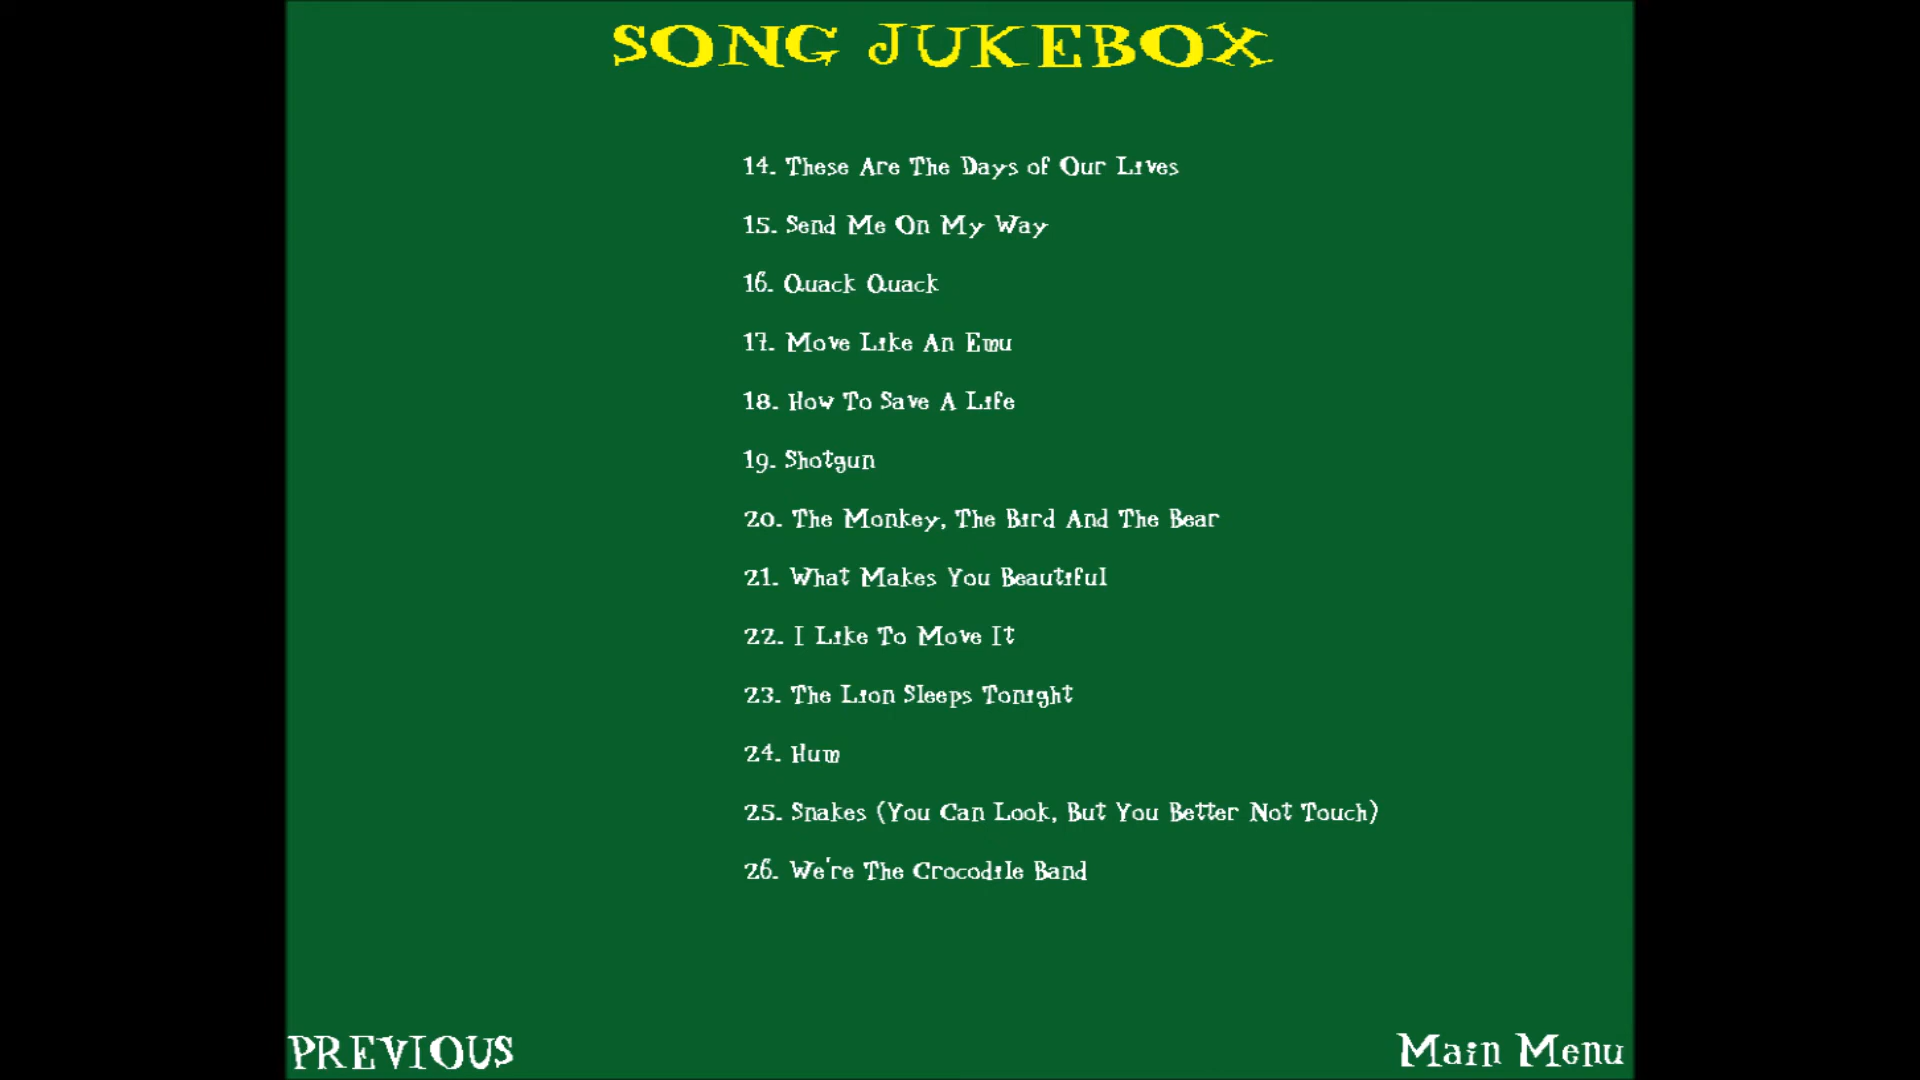 SONG JUKEBOX
14. These Are The Days of Our Lives
15. Send Me On My Way
16. Quack Quack
17. Move Like An Emu
18. How To Save A Life
19. Shotgun
20. The Monkey, The Bird And The Bear
21. What Makes You Beautiful
22. I Like To Move It
23. The Lion Sleeps Tonight
24. Hum
25. Snakes (You Can Look, But You Better Not Touch)
26. We're The Crocodile Band
PREVIOUS
Main Menu